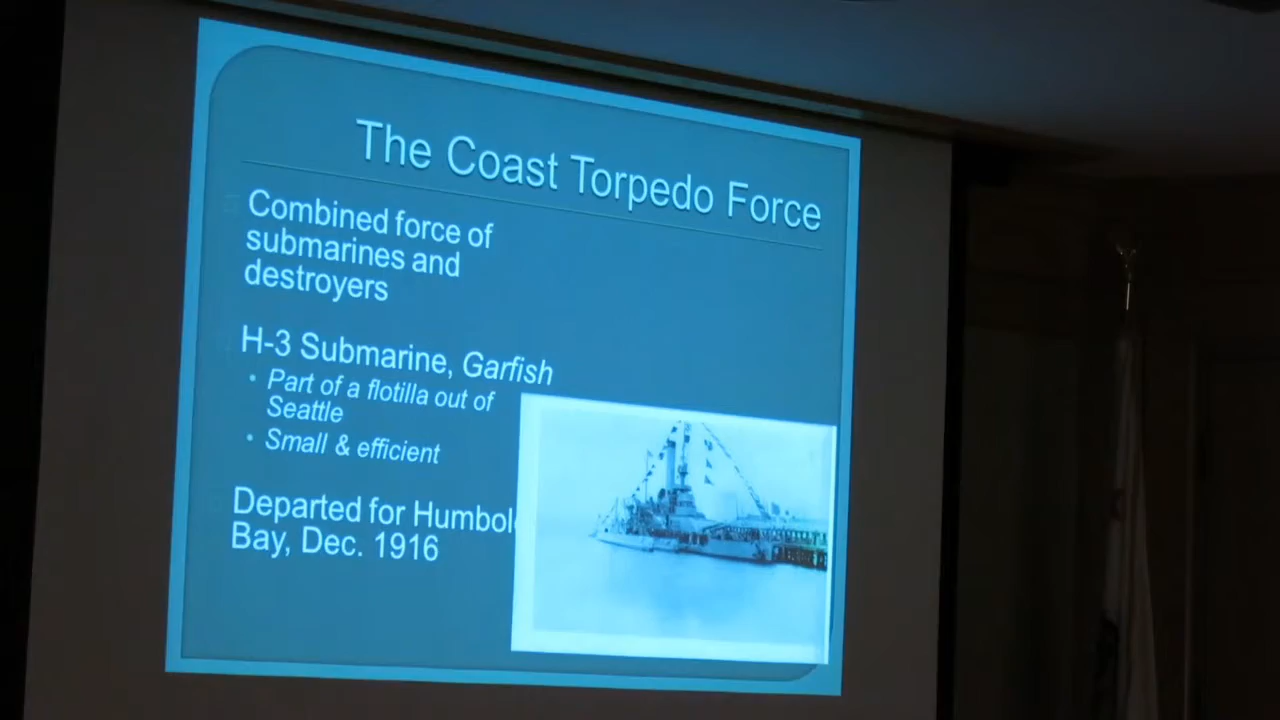 The Coast Torpedo Force
Combined force of
submarines and
destroyers
H-3 Submarine, Garfish
• Part of a flotilla out of
Seattle
• Small & efficient
Departed for Humbol
Bay, Dec. 1916